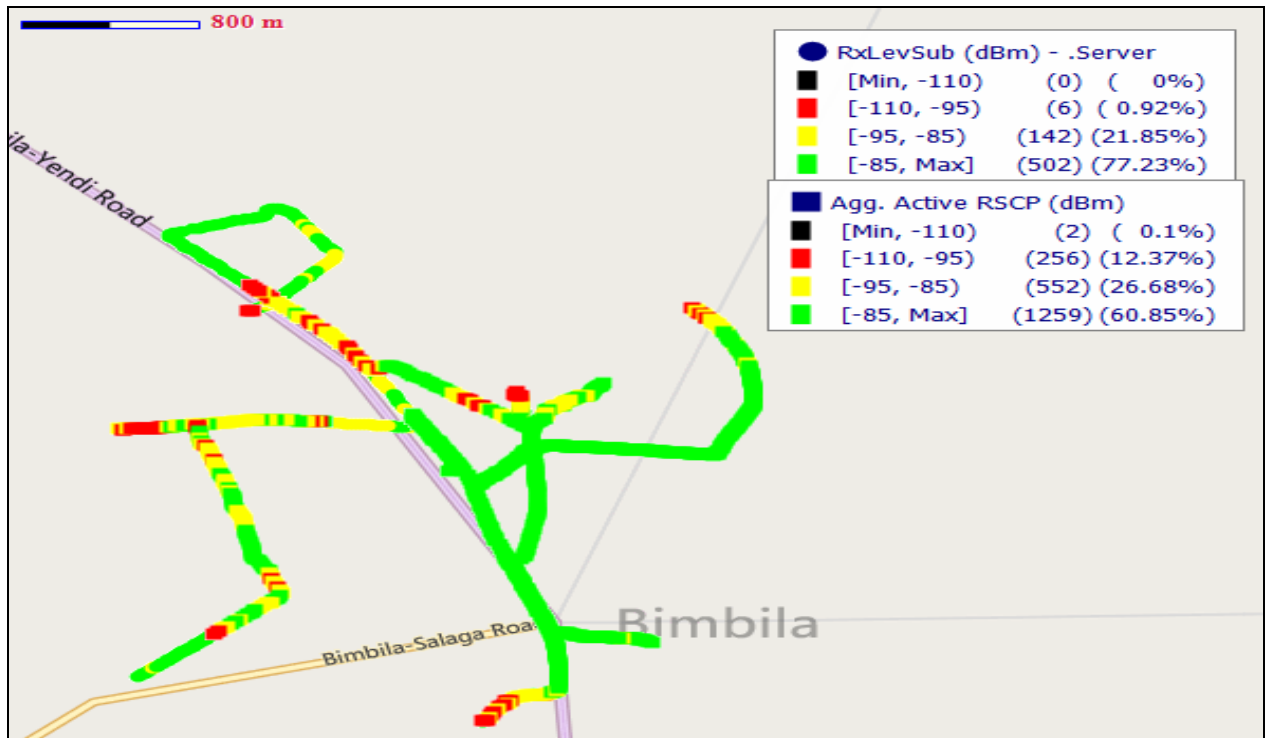 800 m
RxLevSub (dBm) - .Server
[Min, -110) (0) ( 0%)
[-110, -95) (6) ( 0.92%)
[-95, -85) (142) (21.85%)
[-85, Max] (502) (77.23%)
Agg. Active RSCP (dBm)
[Min, -110) (2) ( 0.1%)
[-110, -95) (256) (12.37%)
[-95, -85) (552) (26.68%)
[-85, Max] (1259) (60.85%)
ila-Yendi Road
Bimbila
Bimbila-Salaga Roa